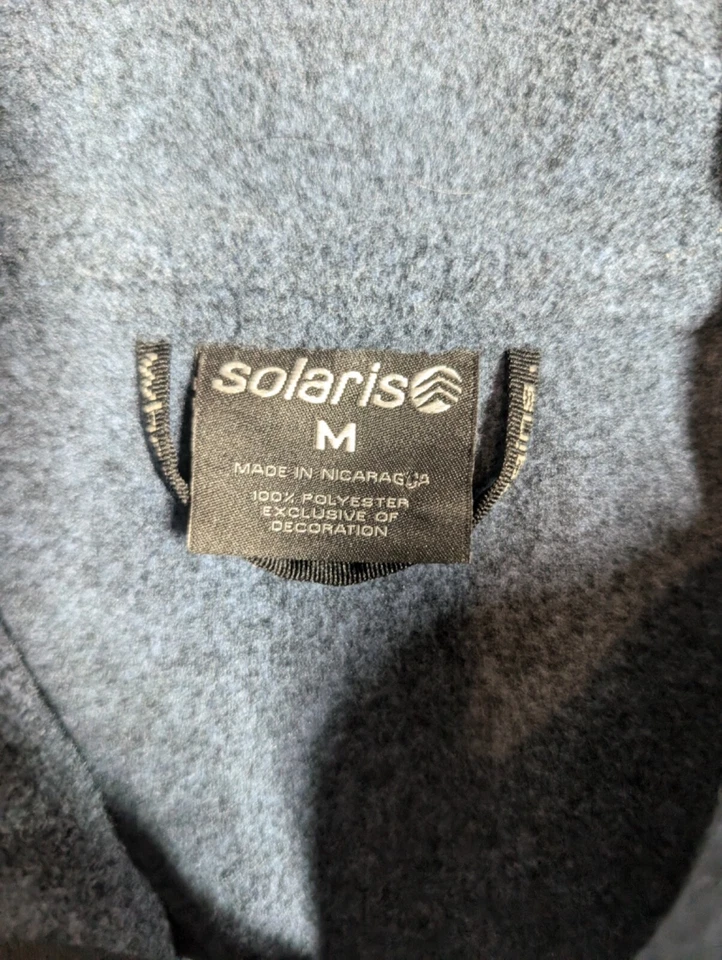 solaris
M
MADE IN NICARAGUA
100% POLYESTER
EXCLUSIVE OF
DECORATION